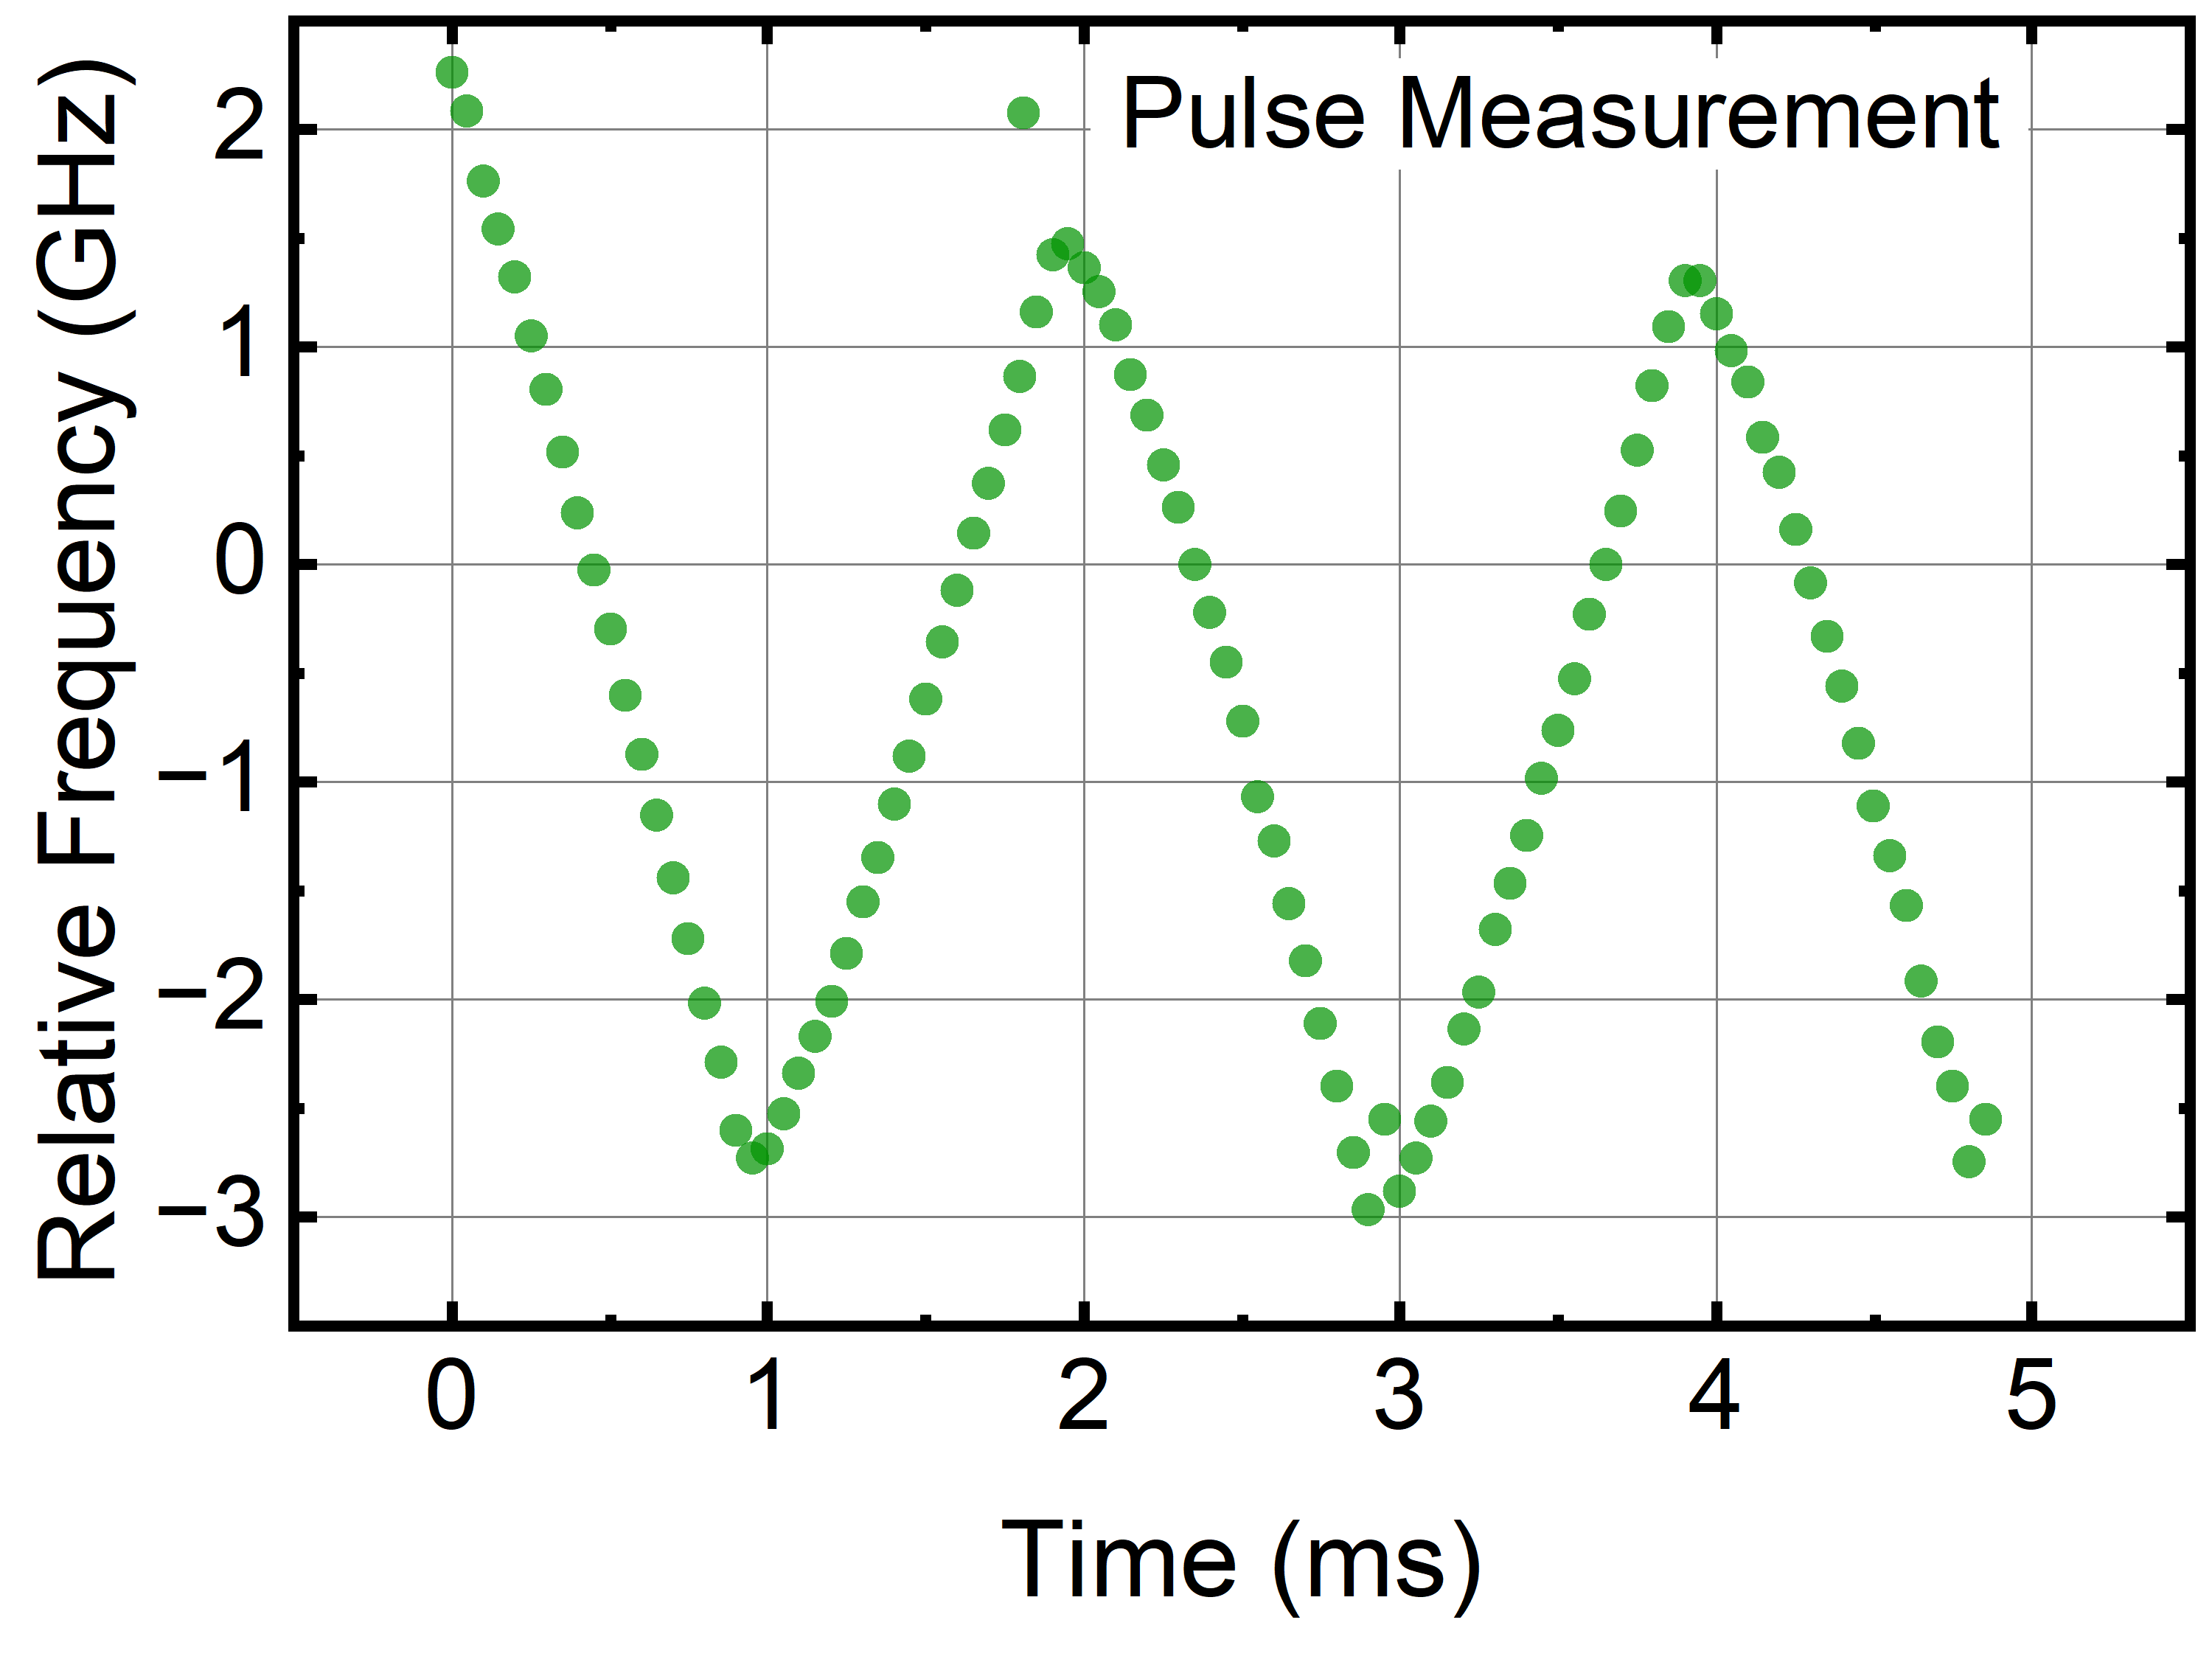 Relative Frequency (GHz)
Pulse Measurement
2
1
0
−1
−2
−3
0 1 2 3 4 5
Time (ms)